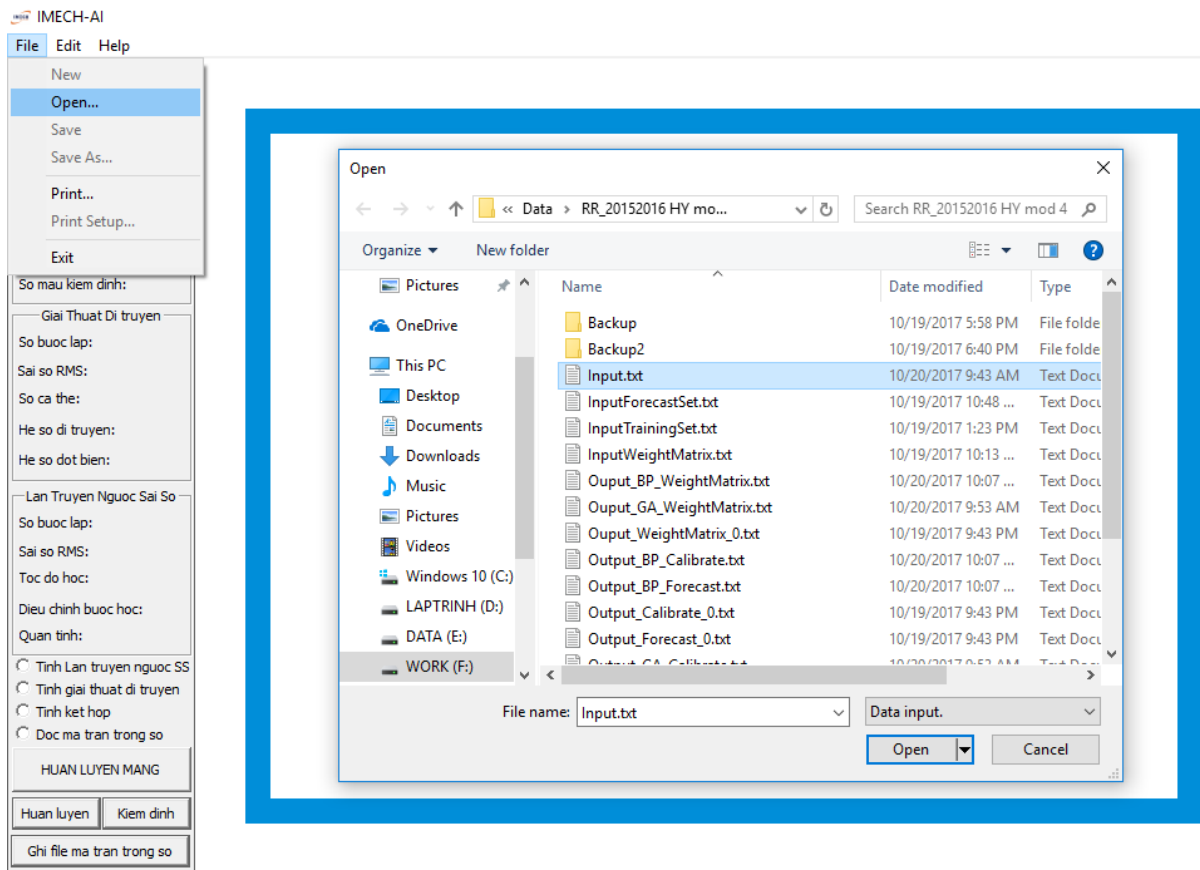 IMECH-AI
File Edit Help
New
Open...
Save
Save As...
Print...
Print Setup...
Exit
So mau kiem dinh:
Giai Thuat Di truyen
So buoc lap:
Sai so RMS:
So ca the:
He so di truyen:
He so dot bien:
Lan Truyen Nguoc Sai So
So buoc lap:
Sai so RMS:
Toc do hoc:
Dieu chinh buoc hoc:
Quan tinh:
Tinh Lan truyen nguoc SS
Tinh giai thuat di truyen
Tinh ket hop
Doc ma tran trong so
HUAN LUYEN MANG
Huan luyen Kiem dinh
Ghi file ma tran trong so
Open
« Data › RR_20152016 HY mo... Search RR_20152016 HY mod 4
Organize New folder
Pictures
OneDrive
This PC
Desktop
Documents
Downloads
Music
Pictures
Videos
Windows 10 (C:)
LAPTRINH (D:)
DATA (E:)
WORK (F:)
Name Date modified Type
Backup 10/19/2017 5:58 PM File folde
Backup2 10/19/2017 6:40 PM File folde
Input.txt 10/20/2017 9:43 AM Text Docu
InputForecastSet.txt 10/19/2017 10:48 ... Text Docu
InputTrainingSet.txt 10/19/2017 1:23 PM Text Docu
InputWeightMatrix.txt 10/19/2017 10:13 ... Text Docu
Ouput_BP_WeightMatrix.txt 10/20/2017 10:07 ... Text Docu
Ouput_GA_WeightMatrix.txt 10/20/2017 9:53 AM Text Docu
Ouput_WeightMatrix_0.txt 10/19/2017 9:43 PM Text Docu
Output_BP_Calibrate.txt 10/20/2017 10:07 ... Text Docu
Output_BP_Forecast.txt 10/20/2017 10:07 ... Text Docu
Output_Calibrate_0.txt 10/19/2017 9:43 PM Text Docu
Output_Forecast_0.txt 10/19/2017 9:43 PM Text Docu
Output_GA_Calibrate.txt 10/20/2017 9:53 AM Text Docu
File name: Input.txt Data input.
Open Cancel